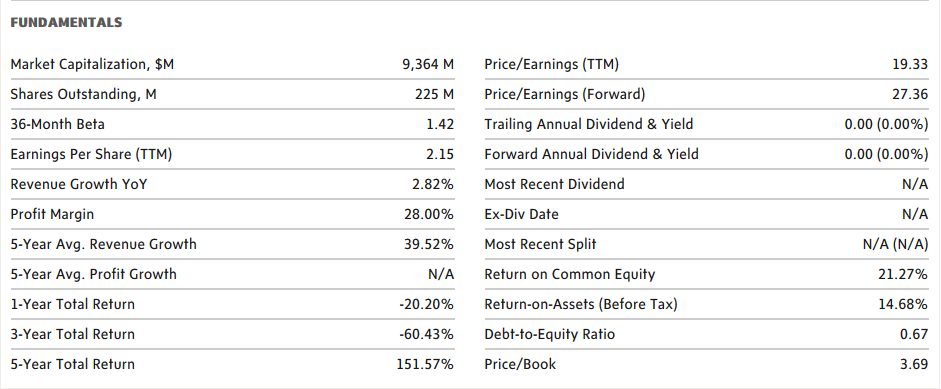 FUNDAMENTALS
Market Capitalization, $M 9,364 M
Shares Outstanding, M 225 M
36-Month Beta 1.42
Earnings Per Share (TTM) 2.15
Revenue Growth YoY 2.82%
Profit Margin 28.00%
5-Year Avg. Revenue Growth 39.52%
5-Year Avg. Profit Growth N/A
1-Year Total Return -20.20%
3-Year Total Return -60.43%
5-Year Total Return 151.57%
Price/Earnings (TTM) 19.33
Price/Earnings (Forward) 27.36
Trailing Annual Dividend & Yield 0.00 (0.00%)
Forward Annual Dividend & Yield 0.00 (0.00%)
Most Recent Dividend N/A
Ex-Div Date N/A
Most Recent Split N/A (N/A)
Return on Common Equity 21.27%
Return-on-Assets (Before Tax) 14.68%
Debt-to-Equity Ratio 0.67
Price/Book 3.69